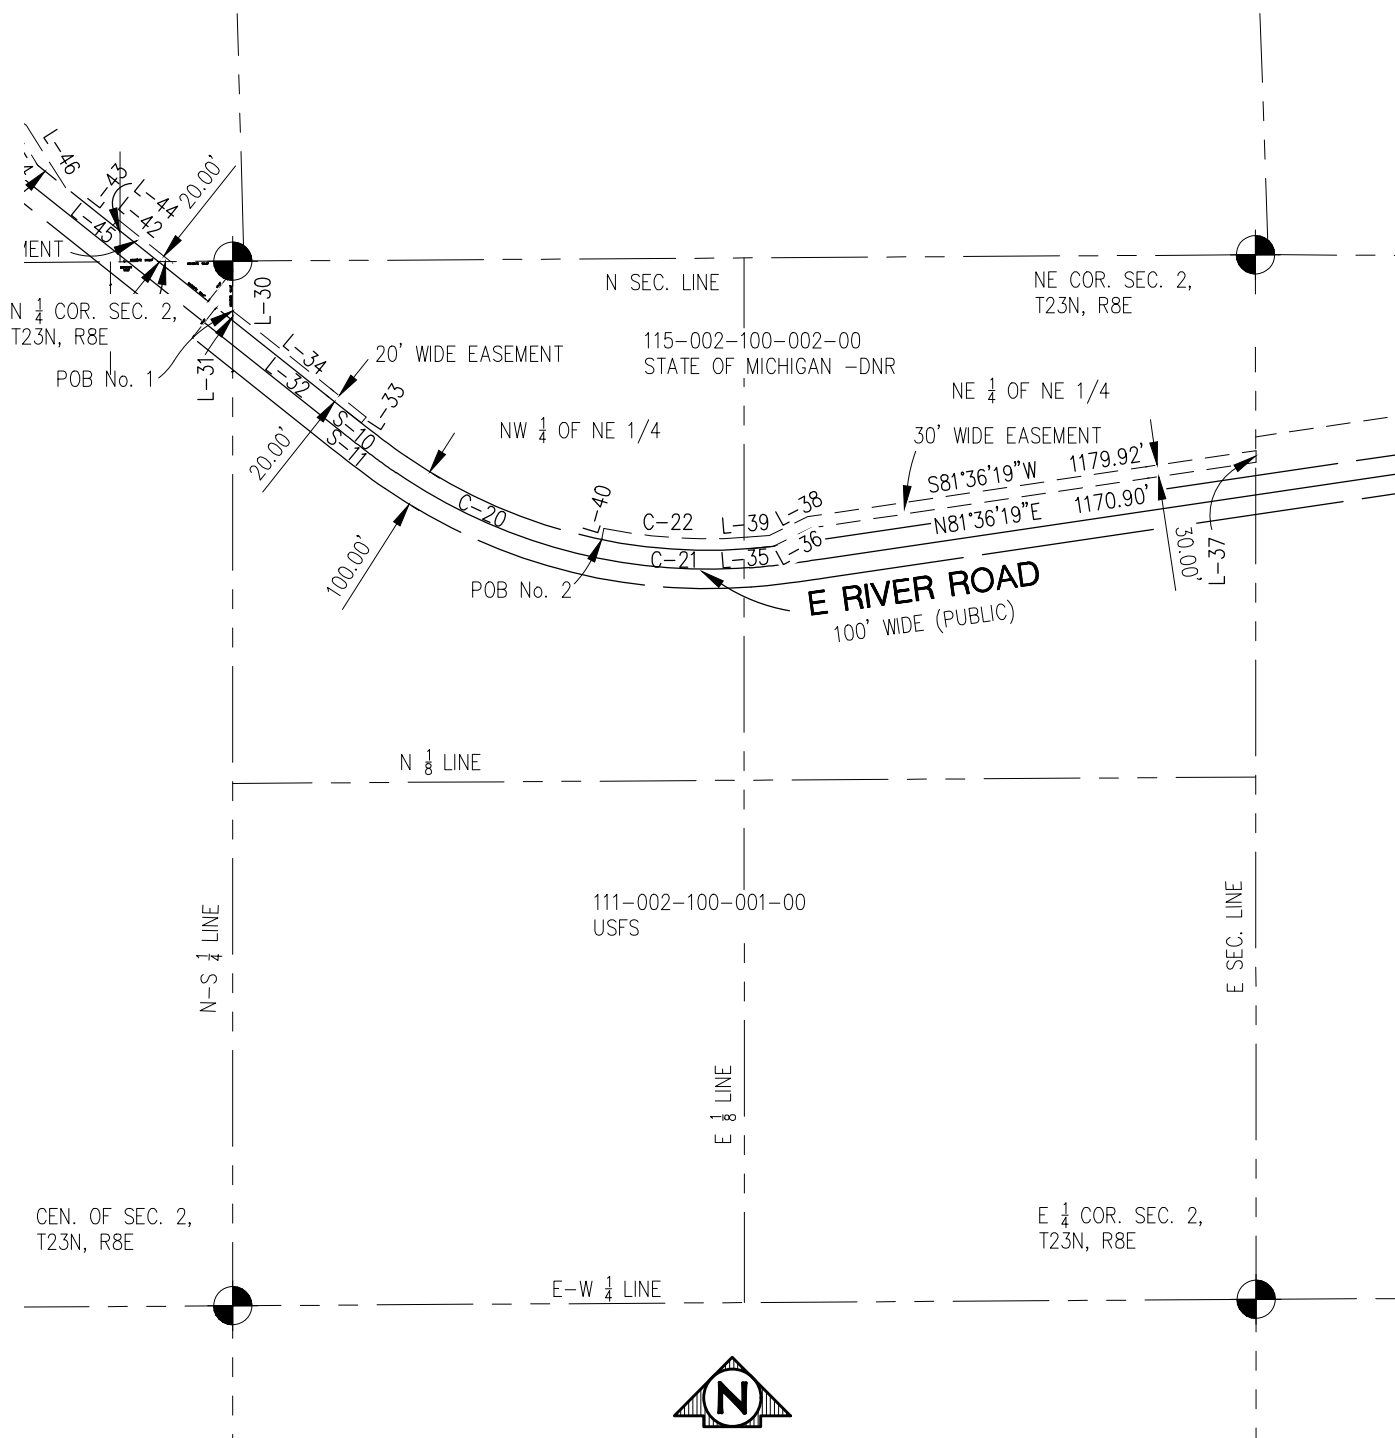 L-46
L-43
L-44
L-42
L-45
20.00'
MENT
N 1/4 COR. SEC. 2,
T23N, R8E
L-30
POB No. 1
L-31
L-34
L-32
20' WIDE EASEMENT
L-33
S-10
S-11
20.00'
N SEC. LINE
NE COR. SEC. 2,
T23N, R8E
115-002-100-002-00
STATE OF MICHIGAN -DNR
NW 1/4 OF NE 1/4
NE 1/4 OF NE 1/4
30' WIDE EASEMENT
S81°36'19"W 1179.92'
N81°36'19"E 1170.90'
30.00'
L-37
100.00'
C-20
L-40
C-22
L-39
L-38
C-21
L-35
L-36
POB No. 2
E RIVER ROAD
100' WIDE (PUBLIC)
N 1/8 LINE
111-002-100-001-00
USFS
N-S 1/4 LINE
E SEC. LINE
E 1/8 LINE
CEN. OF SEC. 2,
T23N, R8E
E 1/4 COR. SEC. 2,
T23N, R8E
E-W 1/4 LINE
N